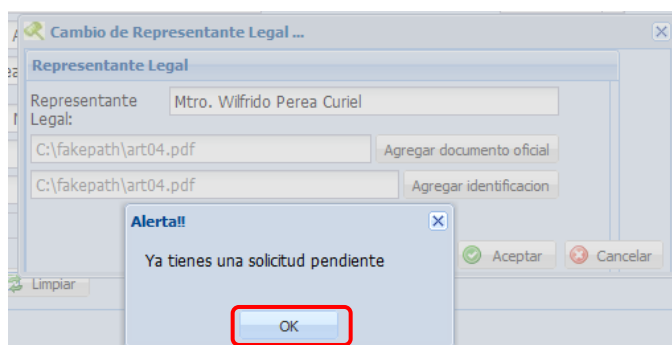 Cambio de Representante Legal ...
Representante Legal
Representante Legal:
Mtro. Wilfrido Perea Curiel
C:\fakepath\art04.pdf
Agregar documento oficial
C:\fakepath\art04.pdf
Agregar identificacion
Alerta!!
Ya tienes una solicitud pendiente
OK
Aceptar
Cancelar
Limpiar